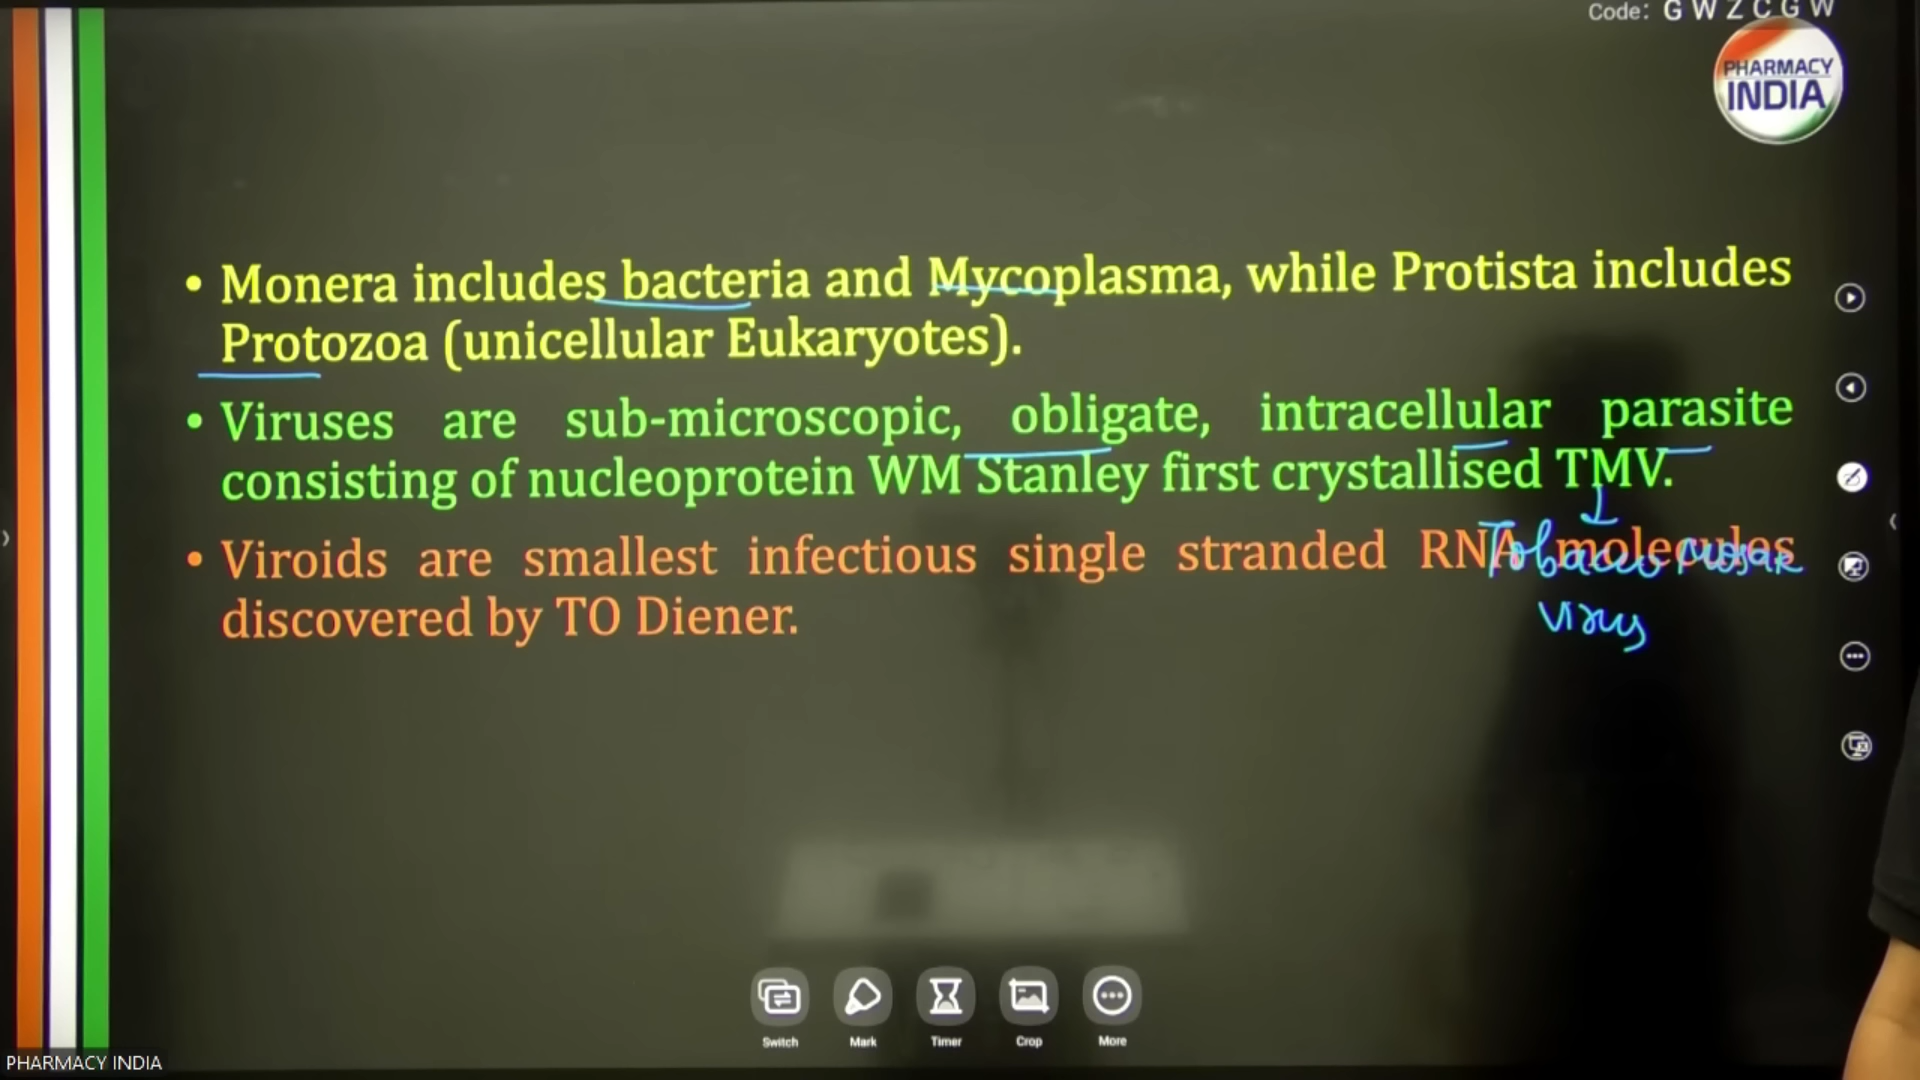 Code: G W Z C G W
PHARMACY
INDIA
• Monera includes bacteria and Mycoplasma, while Protista includes
Protozoa (unicellular Eukaryotes).
• Viruses are sub-microscopic, obligate, intracellular parasite
consisting of nucleoprotein WM Stanley first crystallised TMV.
• Viroids are smallest infectious single stranded RNA molecules
discovered by TO Diener.
Tobacco Mosaic
virus
Switch Mark Timer Crop More
PHARMACY INDIA